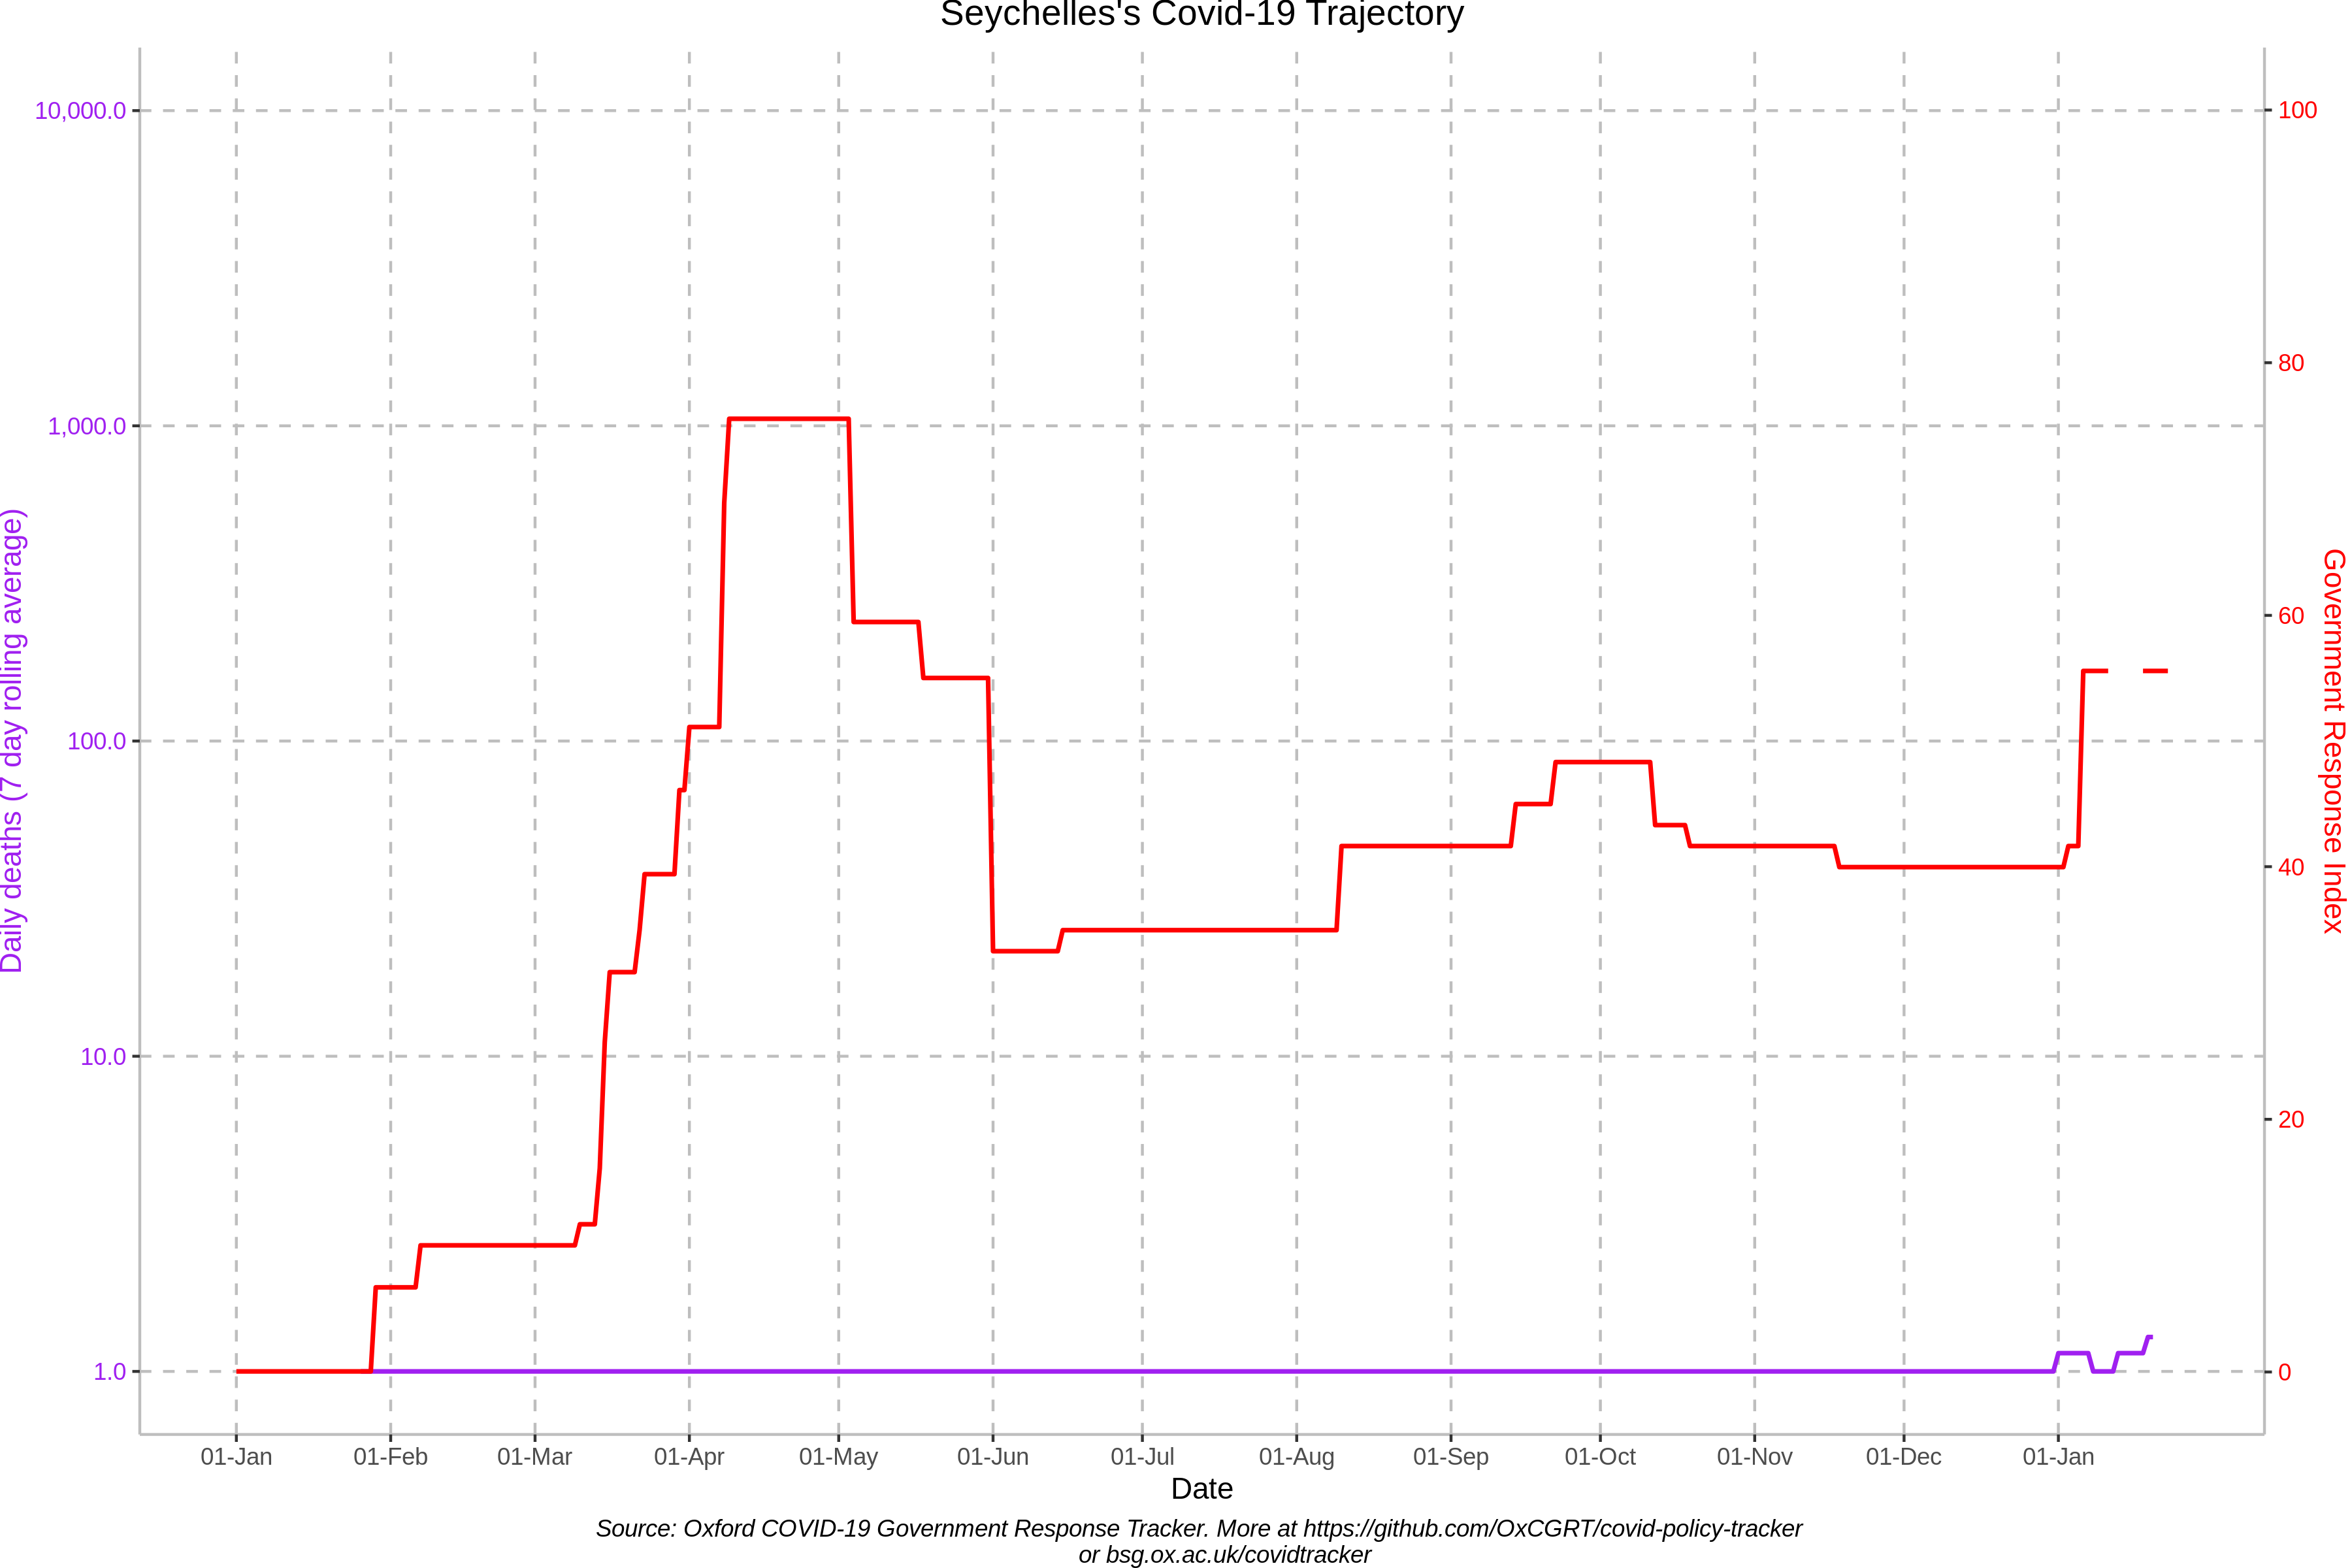 Seychelles's Covid-19 Trajectory
10,000.0
1,000.0
100.0
10.0
1.0
Daily deaths (7 day rolling average)
100
80
60
40
20
0
Government Response Index
01-Jan 01-Feb 01-Mar 01-Apr 01-May 01-Jun 01-Jul 01-Aug 01-Sep 01-Oct 01-Nov 01-Dec 01-Jan
Date
Source: Oxford COVID-19 Government Response Tracker. More at https://github.com/OxCGRT/covid-policy-tracker
or bsg.ox.ac.uk/covidtracker